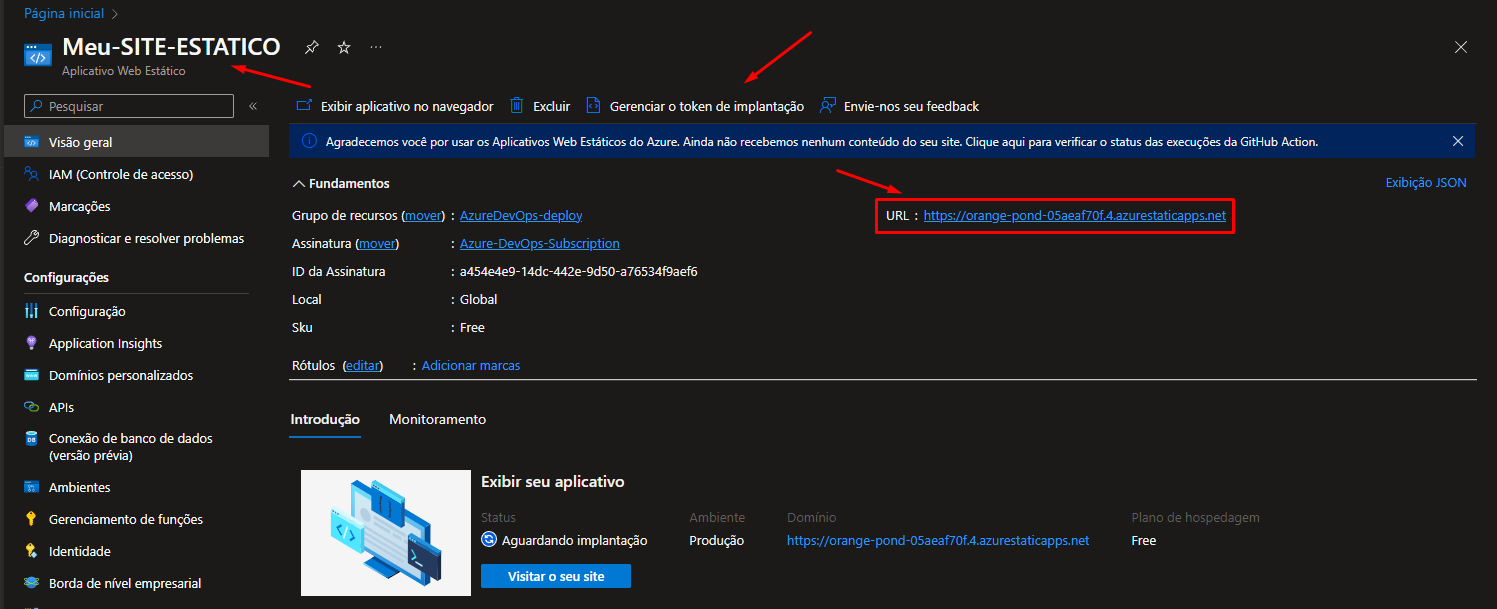 Página inicial
Meu-SITE-ESTATICO
Aplicativo Web Estático
Pesquisar
Exibir aplicativo no navegador Excluir Gerenciar o token de implantação Envie-nos seu feedback
Visão geral
Agradecemos você por usar os Aplicativos Web Estáticos do Azure. Ainda não recebemos nenhum conteúdo do seu site. Clique aqui para verificar o status das execuções da GitHub Action.
IAM (Controle de acesso)
Marcações
Diagnosticar e resolver problemas
Configurações
Configuração
Application Insights
Domínios personalizados
APIs
Conexão de banco de dados
(versão prévia)
Ambientes
Gerenciamento de funções
Identidade
Borda de nível empresarial
Fundamentos
Exibição JSON
Grupo de recursos (mover) : AzureDevOps-deploy
URL : https://orange-pond-05aeaf70f.4.azurestaticapps.net
Assinatura (mover) : Azure-DevOps-Subscription
ID da Assinatura : a454e4e9-14dc-442e-9d50-a76534f9aef6
Local : Global
Sku : Free
Rótulos (editar) : Adicionar marcas
Introdução Monitoramento
Exibir seu aplicativo
Status Ambiente Domínio Plano de hospedagem
Aguardando implantação Produção https://orange-pond-05aeaf70f.4.azurestaticapps.net Free
Visitar o seu site